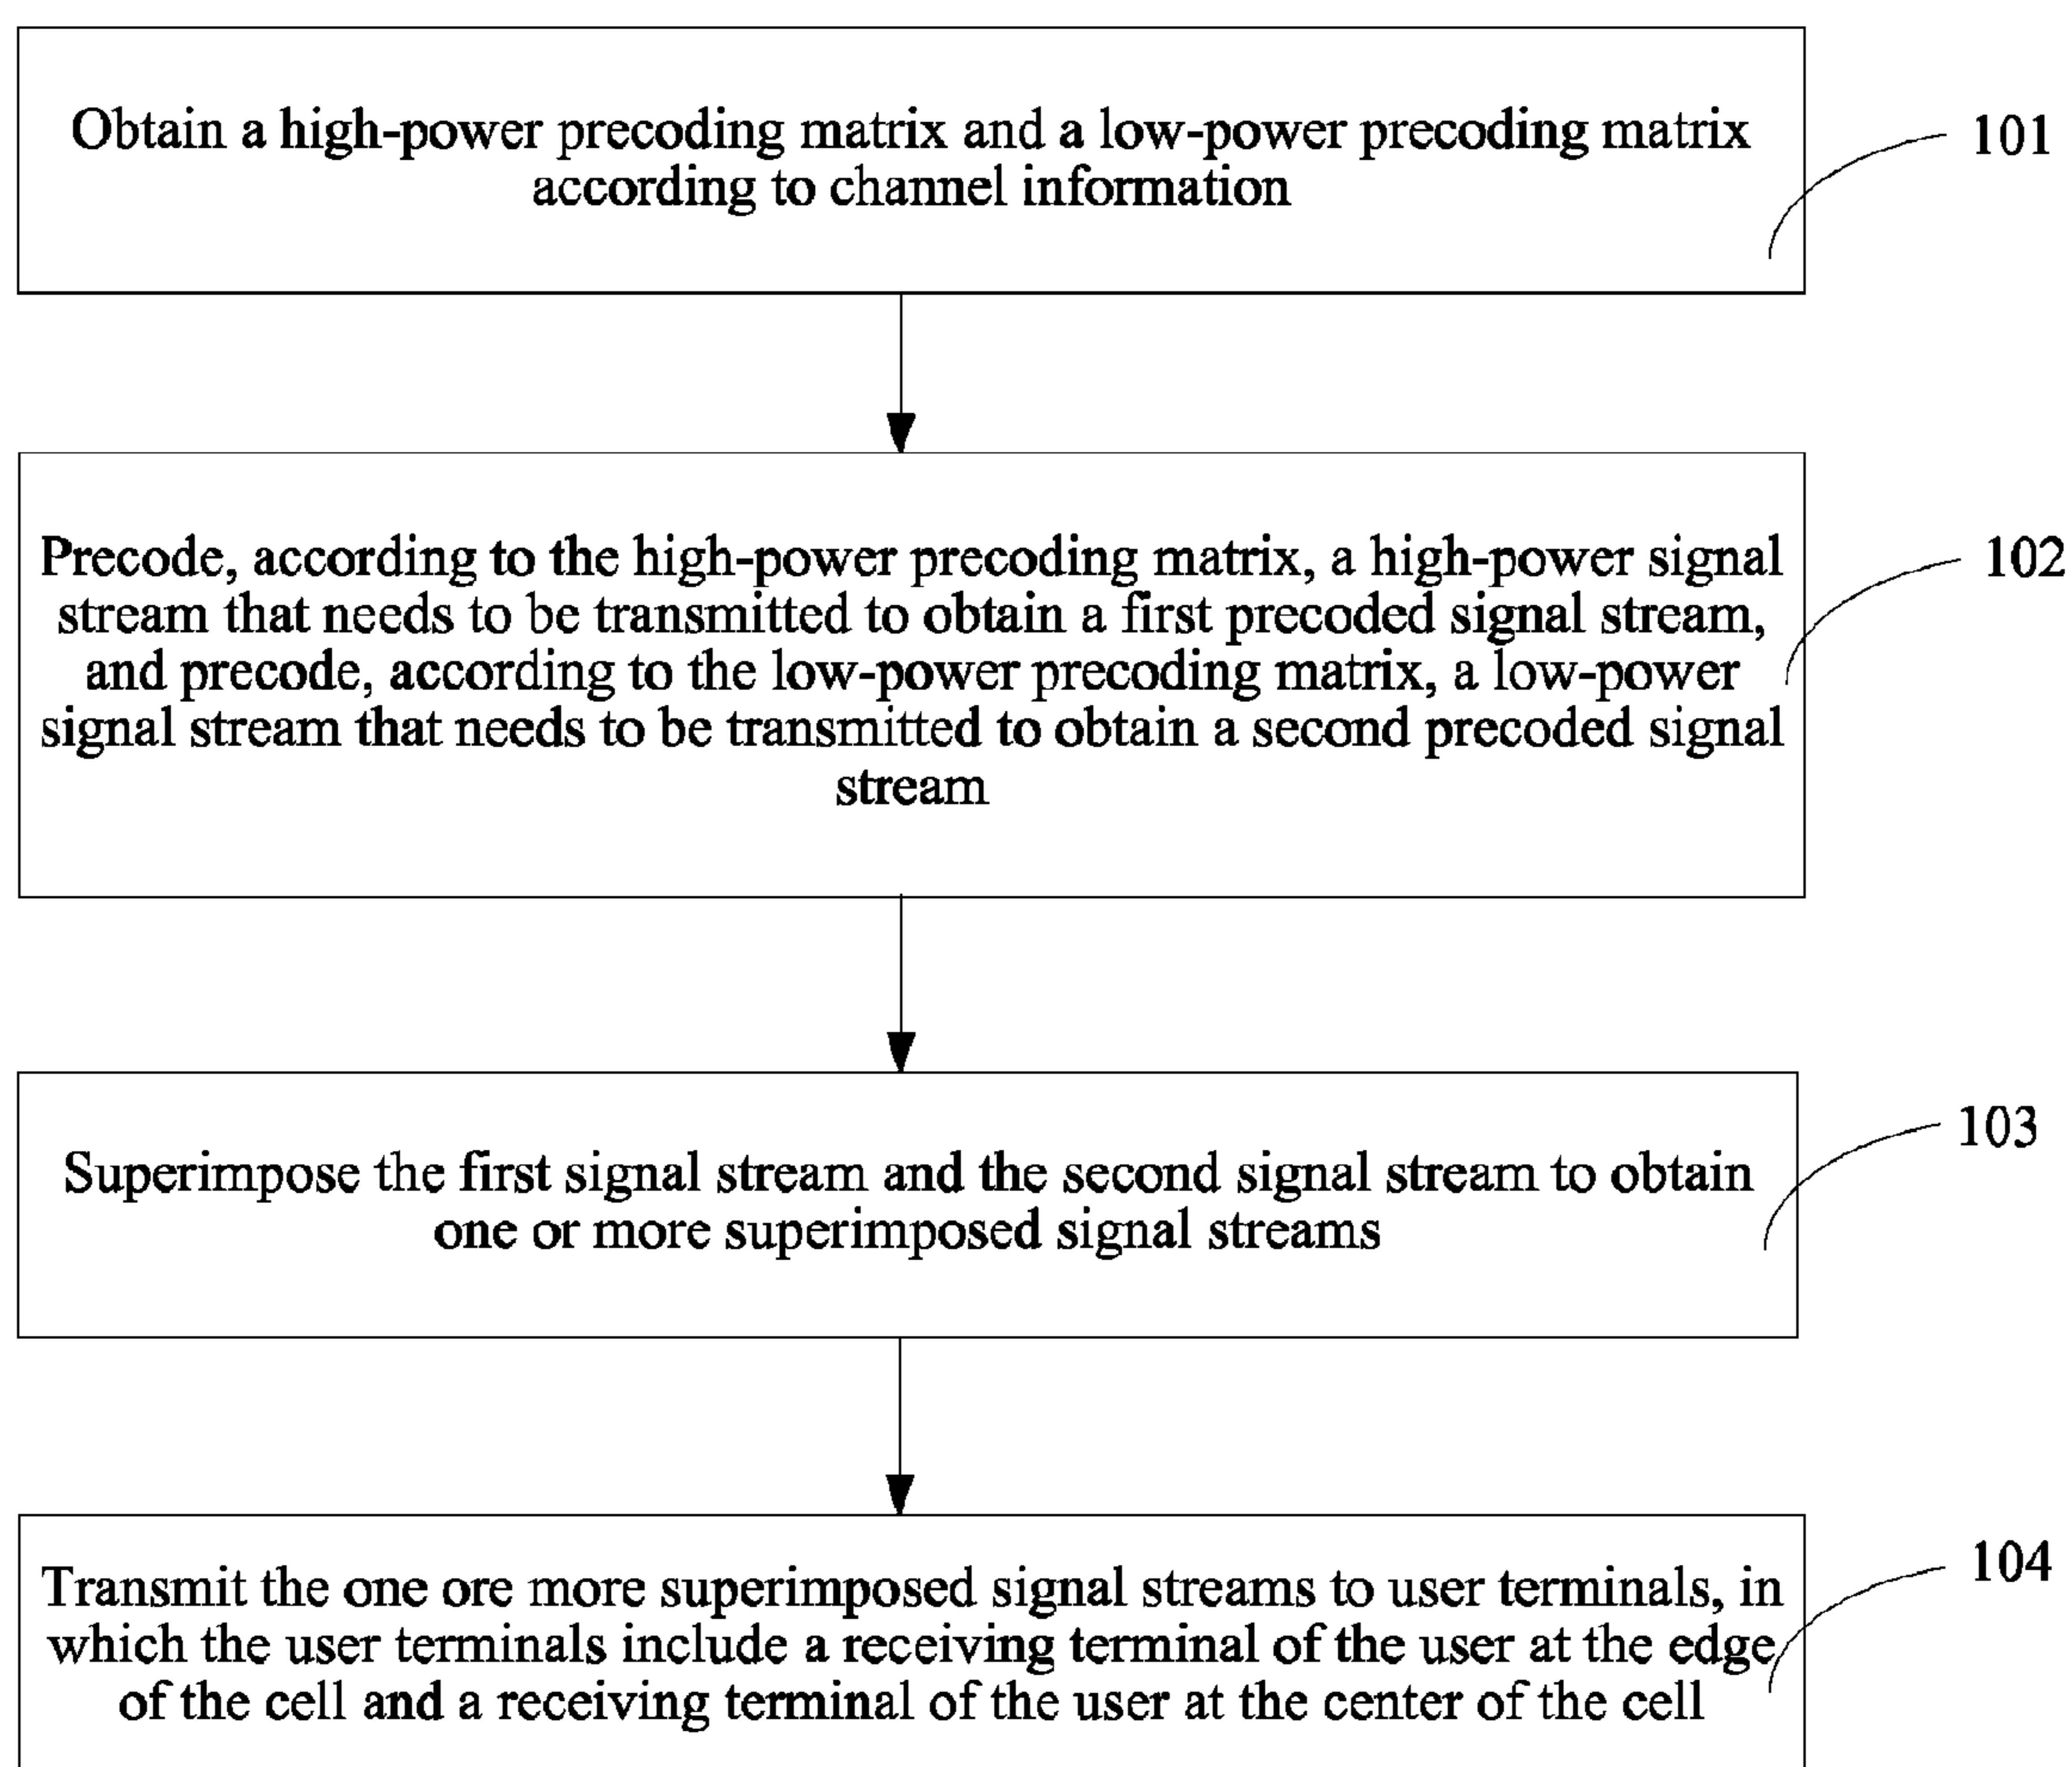 Obtain a high-power precoding matrix and a low-power precoding matrix
according to channel information
101
Precode, according to the high-power precoding matrix, a high-power signal
stream that needs to be transmitted to obtain a first precoded signal stream,
and precode, according to the low-power precoding matrix, a low-power
signal stream that needs to be transmitted to obtain a second precoded signal
stream
102
Superimpose the first signal stream and the second signal stream to obtain
one or more superimposed signal streams
103
Transmit the one ore more superimposed signal streams to user terminals, in
which the user terminals include a receiving terminal of the user at the edge
of the cell and a receiving terminal of the user at the center of the cell
104